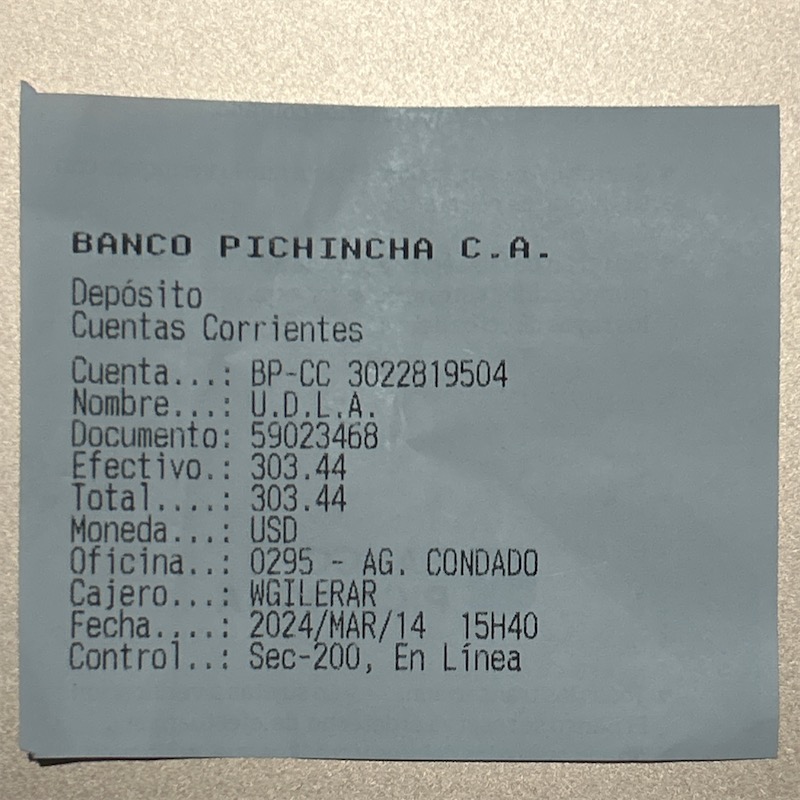 BANCO PICHINCHA C.A.
Depósito
Cuentas Corrientes
Cuenta...: BP-CC 3022819504
Nombre...: U.D.L.A.
Documento: 59023468
Efectivo.: 303.44
Total....: 303.44
Moneda...: USD
Oficina..: 0295 - AG. CONDADO
Cajero...: WGILERAR
Fecha....: 2024/MAR/14  15H40
Control..: Sec-200, En Línea